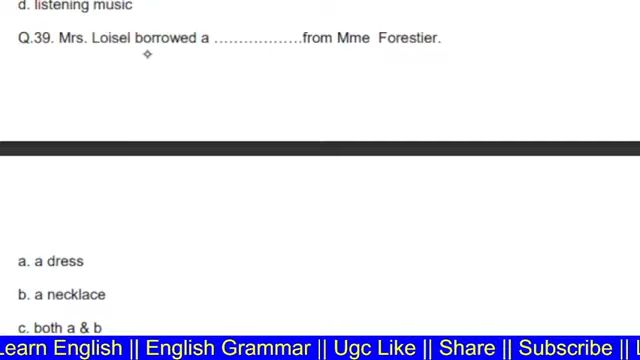 d. listening music
Q.39. Mrs. Loisel borrowed a ………………from Mme Forestier.
a. a dress
b. a necklace
c. both a & b
Learn English || English Grammar || Ugc Like || Share || Subscribe ||